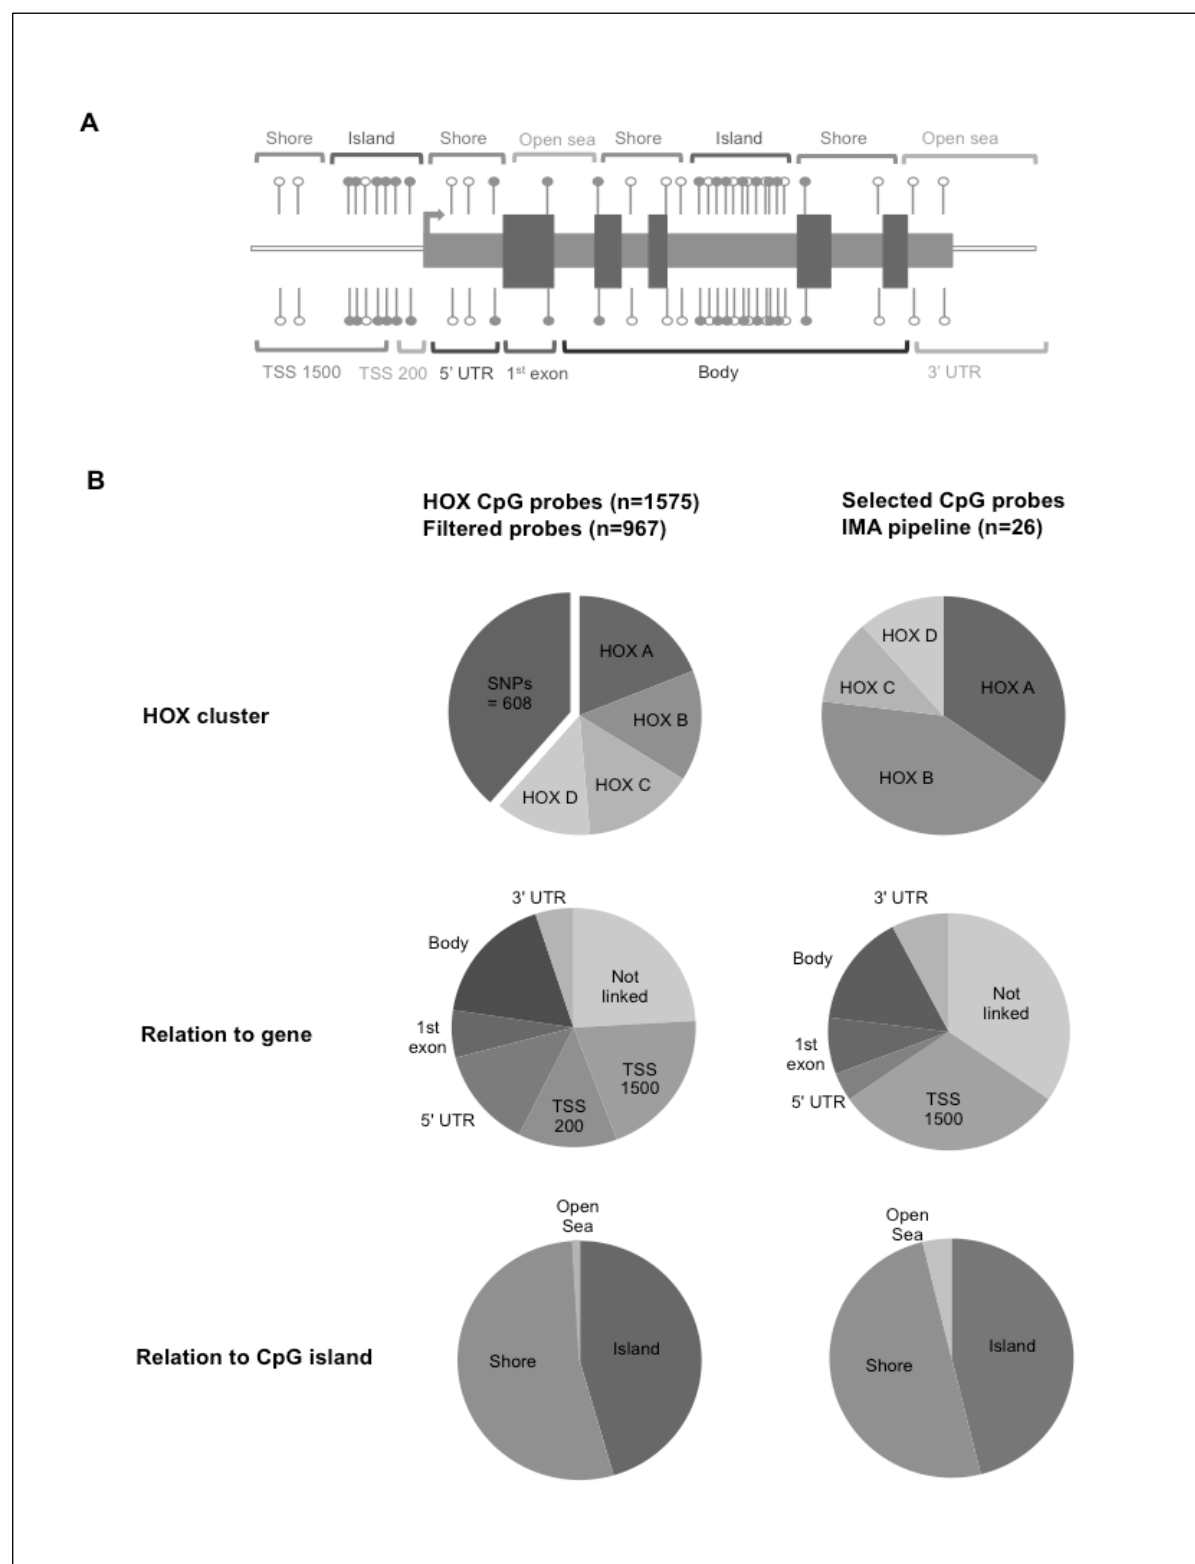 A
Shore Island Shore Open sea Shore Island Shore Open sea
TSS 1500 TSS 200 5' UTR 1st exon Body 3' UTR
B
HOX CpG probes (n=1575)
Filtered probes (n=967)
Selected CpG probes
IMA pipeline (n=26)
HOX cluster
SNPs
= 608
HOX A
HOX B
HOX C
HOX D
HOX D
HOX C
HOX A
HOX B
Relation to gene
3' UTR
Body
1st
exon
5' UTR
TSS
200
TSS
1500
Not
linked
3' UTR
Body
1st
exon
5' UTR
TSS
1500
Not
linked
Relation to CpG island
Open
Sea
Shore
Island
Open
Sea
Shore
Island